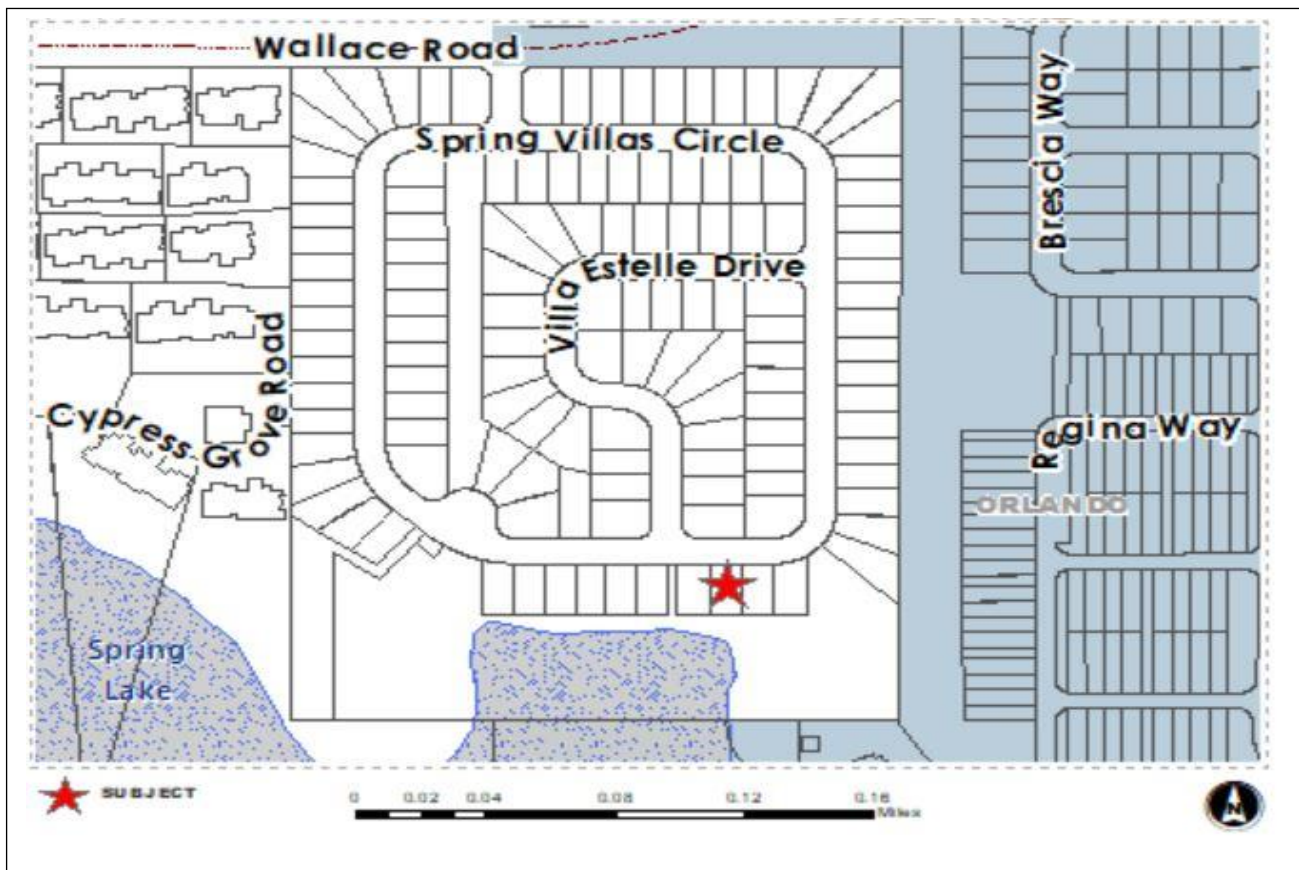 Wallace Road
Brescia Way
Spring Villas Circle
Estelle Drive
Villa
Cypress Grove Road
Regina Way
ORLANDO
Spring
Lake
SUBJECT
0 0.02 0.04 0.08 0.12 0.16
Miles
N